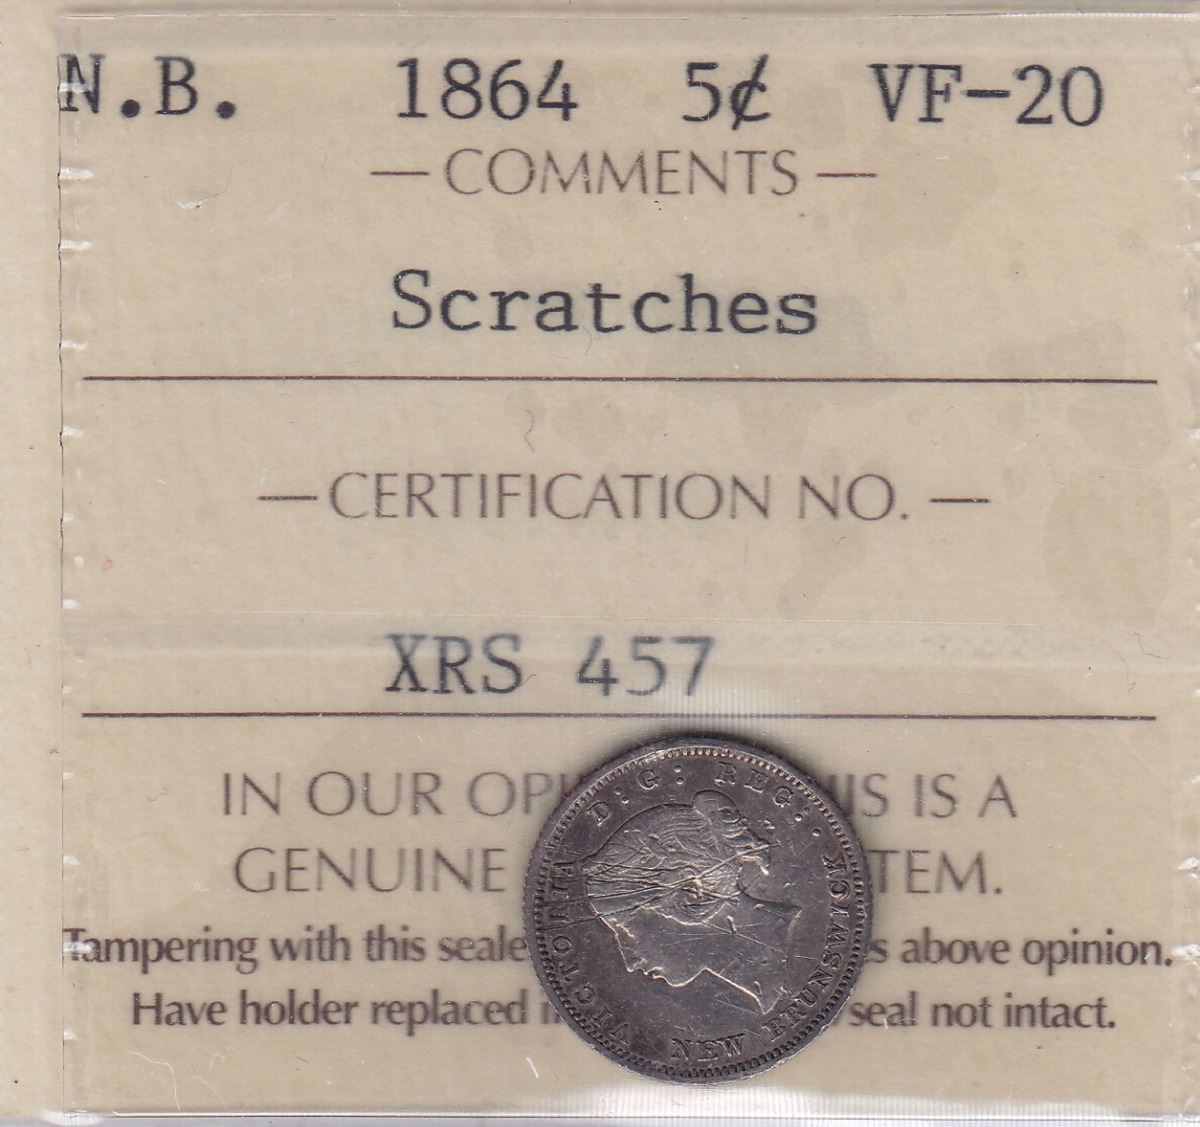 N.B. 1864 5¢ VF-20
— COMMENTS —
Scratches
— CERTIFICATION NO. —
XRS 457
IN OUR OP IS IS A
GENUINE TEM.
Tampering with this seale s above opinion.
Have holder replaced i seal not intact.
VICTORIA D:G: REG:
NEW BRUNSWICK